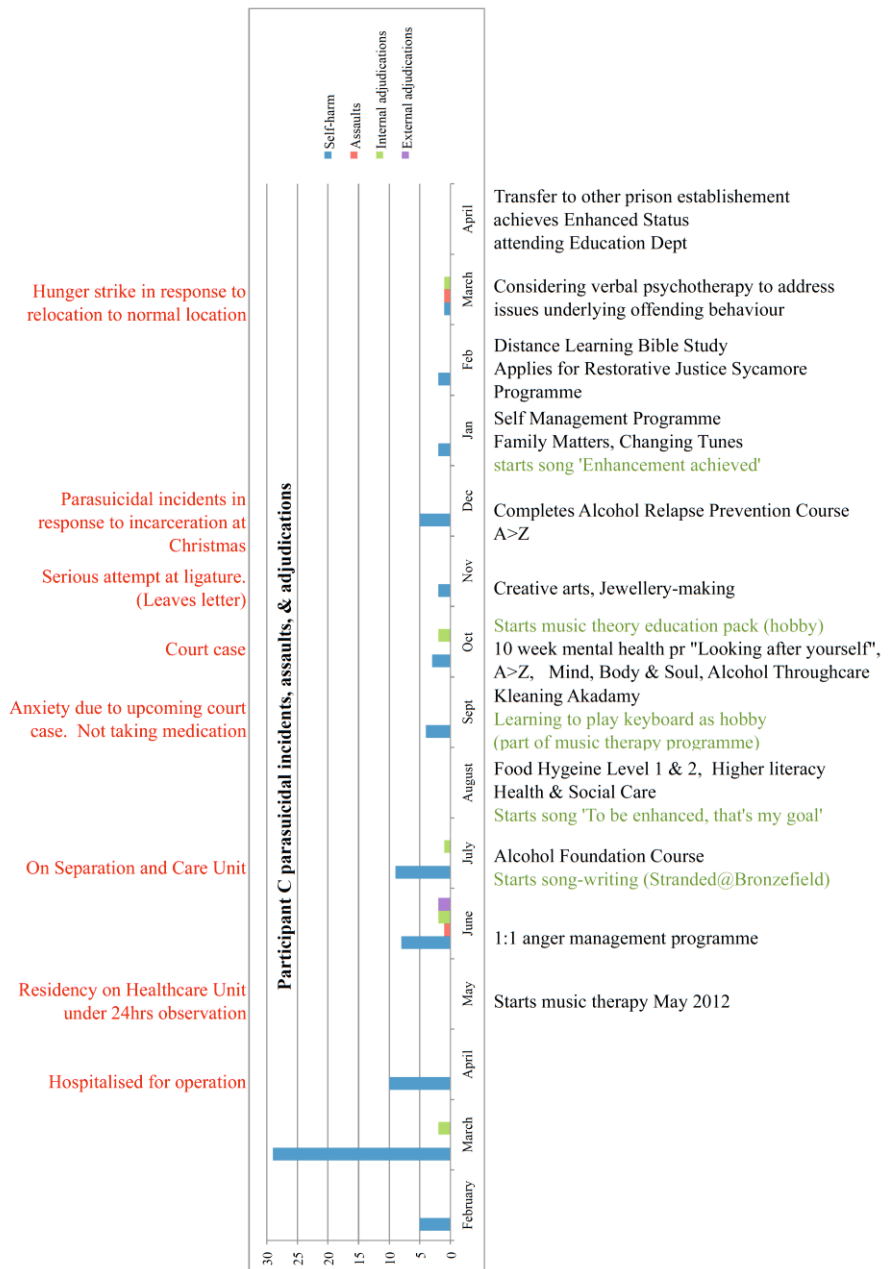 Participant C parasuicidal incidents, assaults, & adjudications
Self-harm
Assaults
Internal adjudications
External adjudications
Hunger strike in response to
relocation to normal location
Parasuicidal incidents in
response to incarceration at
Christmas
Serious attempt at ligature.
(Leaves letter)
Court case
Anxiety due to upcoming court
case. Not taking medication
On Separation and Care Unit
Residency on Healthcare Unit
under 24hrs observation
Hospitalised for operation
April
March
Feb
Jan
Dec
Nov
Oct
Sept
August
July
June
May
April
March
February
30
25
20
15
10
5
0
Transfer to other prison establishement
achieves Enhanced Status
attending Education Dept
Considering verbal psychotherapy to address
issues underlying offending behaviour
Distance Learning Bible Study
Applies for Restorative Justice Sycamore
Programme
Self Management Programme
Family Matters, Changing Tunes
starts song 'Enhancement achieved'
Completes Alcohol Relapse Prevention Course
A>Z
Creative arts, Jewellery-making
Starts music theory education pack (hobby)
10 week mental health pr "Looking after yourself",
A>Z, Mind, Body & Soul, Alcohol Throughcare
Kleaning Akadamy
Learning to play keyboard as hobby
(part of music therapy programme)
Food Hygeine Level 1 & 2, Higher literacy
Health & Social Care
Starts song 'To be enhanced, that's my goal'
Alcohol Foundation Course
Starts song-writing (Stranded@Bronzefield)
1:1 anger management programme
Starts music therapy May 2012